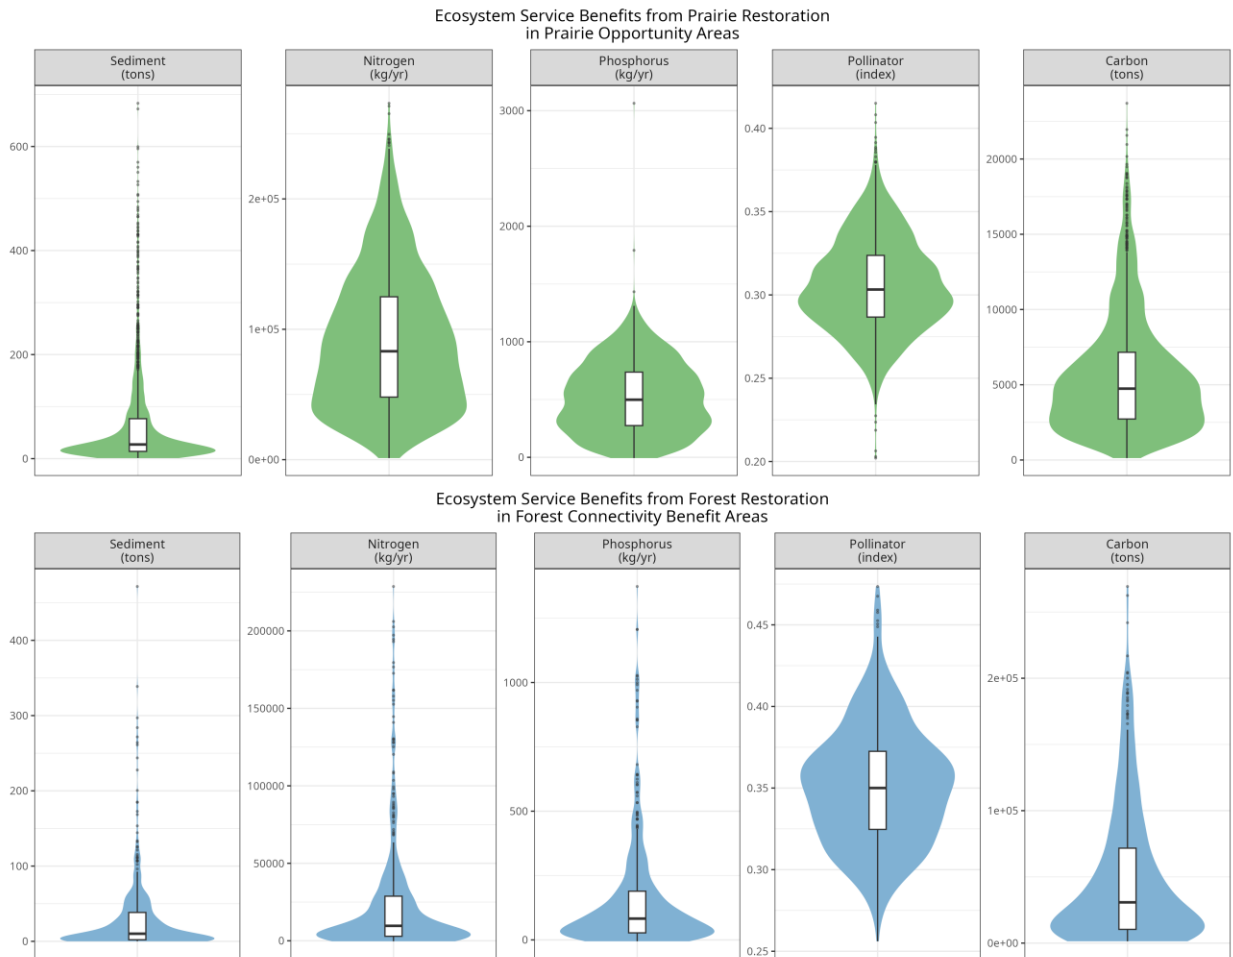 Ecosystem Service Benefits from Prairie Restoration
in Prairie Opportunity Areas
Sediment
(tons)
Nitrogen
(kg/yr)
Phosphorus
(kg/yr)
Pollinator
(index)
Carbon
(tons)
600
400
200
0
2e+05
1e+05
0e+00
3000
2000
1000
0
0.40
0.35
0.30
0.25
0.20
20000
15000
10000
5000
0
Ecosystem Service Benefits from Forest Restoration
in Forest Connectivity Benefit Areas
Sediment
(tons)
Nitrogen
(kg/yr)
Phosphorus
(kg/yr)
Pollinator
(index)
Carbon
(tons)
400
300
200
100
0
200000
150000
100000
50000
0
1000
500
0
0.45
0.40
0.35
0.30
0.25
2e+05
1e+05
0e+00